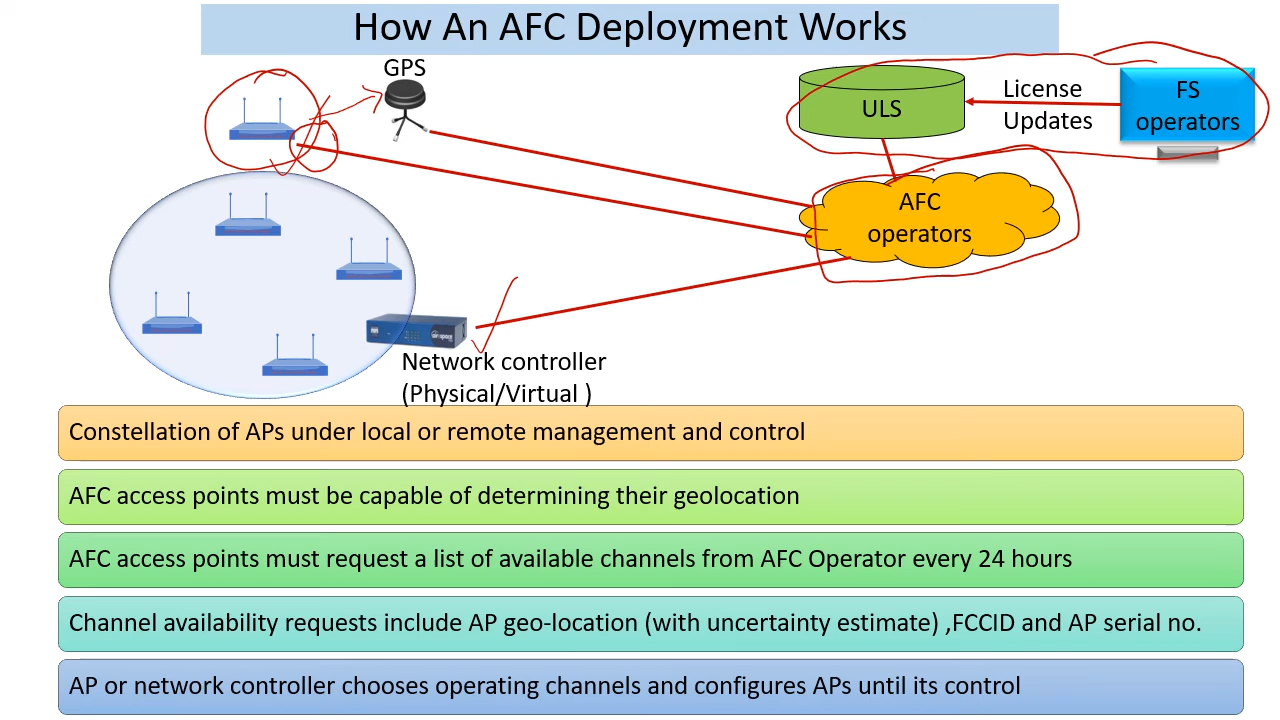 How An AFC Deployment Works
GPS
ULS
License
Updates
FS
operators
AFC
operators
Network controller
(Physical/Virtual )
Constellation of APs under local or remote management and control
AFC access points must be capable of determining their geolocation
AFC access points must request a list of available channels from AFC Operator every 24 hours
Channel availability requests include AP geo-location (with uncertainty estimate) ,FCCID and AP serial no.
AP or network controller chooses operating channels and configures APs until its control